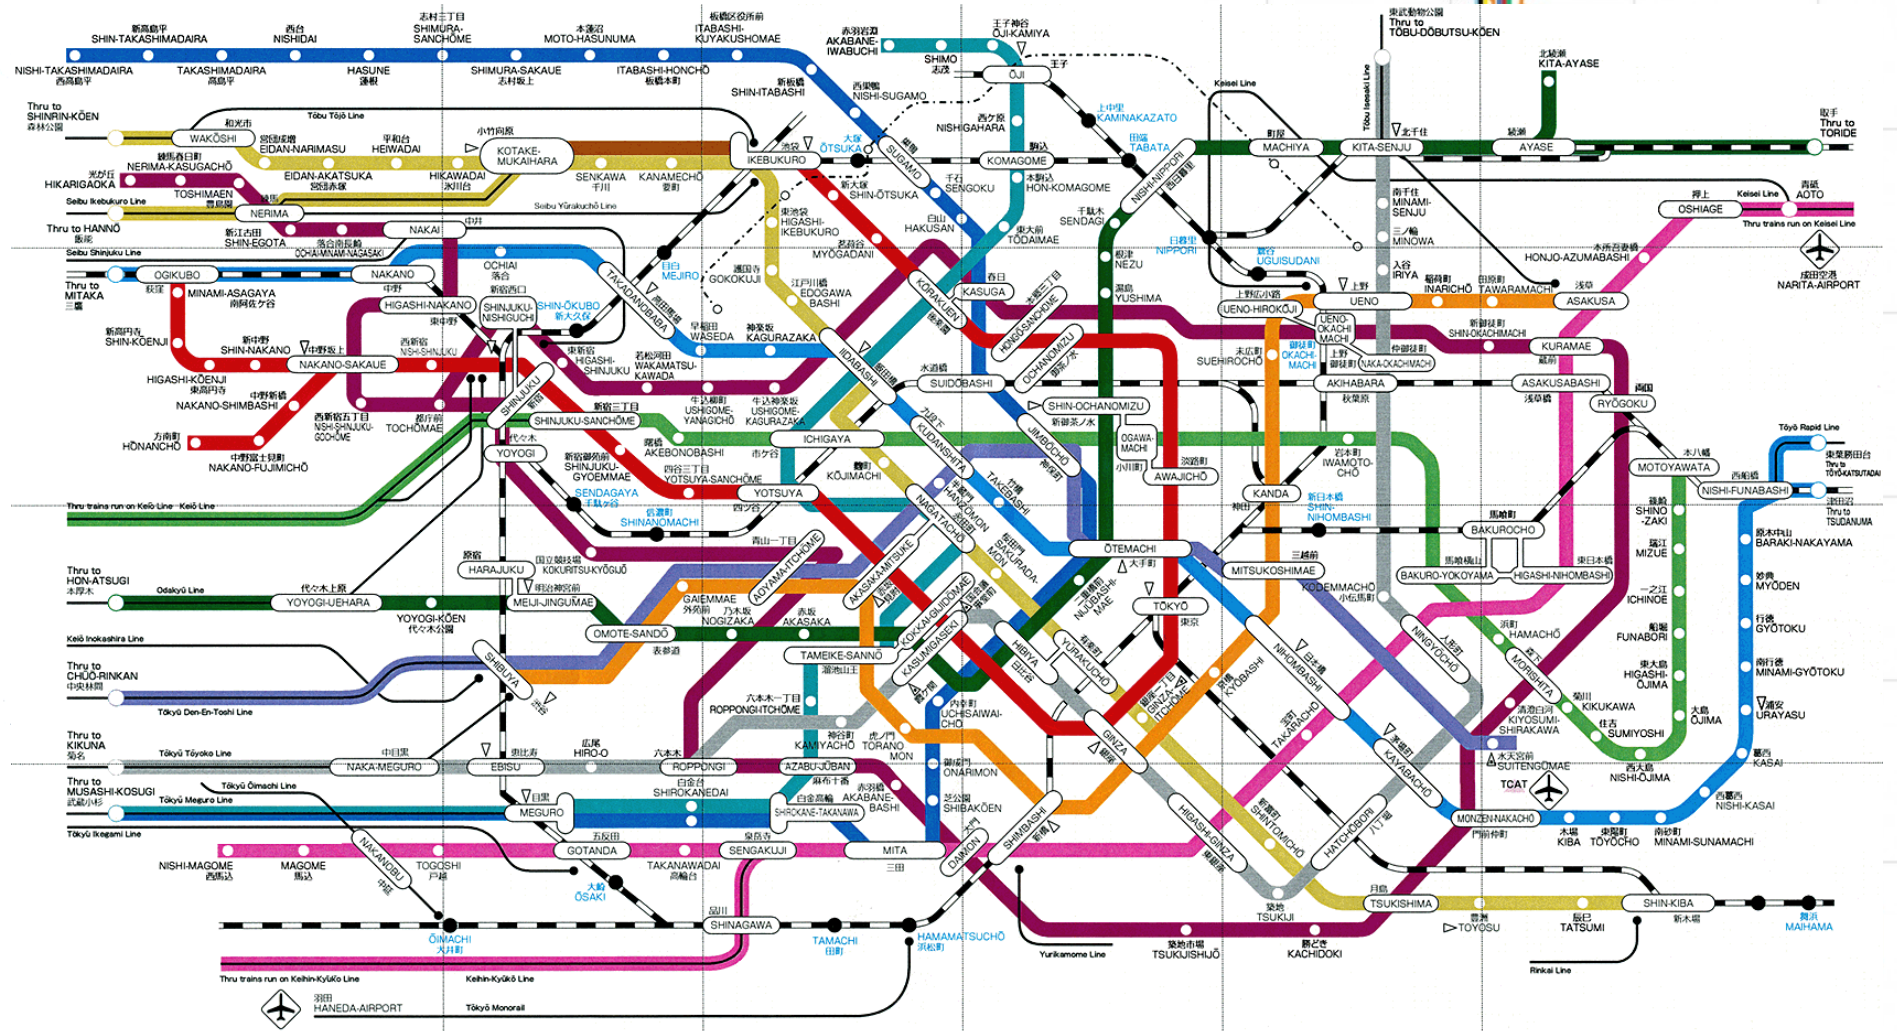 新高島平
SHIN-TAKASHIMADAIRA
西台
NISHIDAI
志村三丁目
SHIMURA-
SANCHŌME
本蓮沼
MOTO-HASUNUMA
板橋区役所前
ITABASHI-
KUYAKUSHOMAE
NISHI-TAKASHIMADAIRA
西高島平
TAKASHIMADAIRA
高島平
HASUNE
蓮根
SHIMURA-SAKAUE
志村坂上
ITABASHI-HONCHŌ
板橋本町
新板橋
SHIN-ITABASHI
西巣鴨
NISHI-SUGAMO
赤羽岩淵
AKABANE-
IWABUCHI
SHIMO
志茂
王子神谷
ŌJI-KAMIYA
ŌJI
王子
上中里
KAMINAKAZATO
田端
TABATA
西ケ原
NISHIGAHARA
駒込
KOMAGOME
本駒込
HON-KOMAGOME
東武動物公園
Thru to
TŌBU-DŌBUTSU-KŌEN
Tōbu Isesaki Line
Keisei Line
北綾瀬
KITA-AYASE
綾瀬
AYASE
取手
Thru to
TORIDE
町屋
MACHIYA
北千住
KITA-SENJU
Thru to
SHINRIN-KŌEN
森林公園
Tōbu Tōjō Line
和光市
WAKŌSHI
営団成増
EIDAN-NARIMASU
平和台
HEIWADAI
小竹向原
KOTAKE-
MUKAIHARA
EIDAN-AKATSUKA
営団赤塚
HIKAWADAI
氷川台
SENKAWA
千川
KANAMECHŌ
要町
池袋
IKEBUKURO
大塚
ŌTSUKA
巣鴨
SUGAMO
練馬春日町
NERIMA-KASUGACHŌ
光が丘
HIKARIGAOKA
TOSHIMAEN
豊島園
練馬
NERIMA
Seibu Ikebukuro Line
Seibu Yūrakuchō Line
Thru to HANNŌ
飯能
Seibu Shinjuku Line
新江古田
SHIN-EGOTA
落合南長崎
OCHIAI-MINAMI-NAGASAKI
NAKAI
中井
OCHIAI
落合
Thru to
MITAKA
三鷹
OGIKUBO
荻窪
NAKANO
中野
MINAMI-ASAGAYA
南阿佐ケ谷
HIGASHI-NAKANO
東中野
新宿西口
SHINJUKU-
NISHIGUCHI
SHIN-ŌKUBO
新大久保
TAKADANOBABA
高田馬場
目白
MEJIRO
東池袋
HIGASHI-
IKEBUKURO
護国寺
GOKOKUJI
江戸川橋
EDOGAWA
BASHI
新大塚
SHIN-ŌTSUKA
茗荷谷
MYŌGADANI
千石
SENGOKU
白山
HAKUSAN
東大前
TŌDAIMAE
KŌRAKUEN
後楽園
春日
KASUGA
本郷三丁目
HONGŌ-SANCHŌME
OCHANOMIZU
御茶ノ水
NISHI-NIPPORI
西日暮里
千駄木
SENDAGI
根津
NEZU
湯島
YUSHIMA
日暮里
NIPPORI
鶯谷
UGUISUDANI
南千住
MINAMI-
SENJU
三ノ輪
MINOWA
入谷
IRIYA
上野
UENO
稲荷町
INARICHŌ
田原町
TAWARAMACHI
浅草
ASAKUSA
本所吾妻橋
HONJO-AZUMABASHI
押上
OSHIAGE
Keisei Line
青砥
AOTO
Thru trains run on Keisei Line
成田空港
NARITA-AIRPORT
上野広小路
UENO-HIROKŌJI
UENO-
OKACHI
MACHI
上野
御徒町
御徒町
OKACHI-
MACHI
仲御徒町
NAKA-OKACHIMACHI
新御徒町
SHIN-OKACHIMACHI
KURAMAE
蔵前
末広町
SUEHIROCHŌ
AKIHABARA
秋葉原
ASAKUSABASHI
浅草橋
両国
RYŌGOKU
新高円寺
SHIN-KŌENJI
新中野
SHIN-NAKANO
HIGASHI-KŌENJI
東高円寺
中野坂上
NAKANO-SAKAUE
西新宿
NISHI-SHINJUKU
中野新橋
NAKANO-SHIMBASHI
方南町
HŌNANCHŌ
中野富士見町
NAKANO-FUJIMICHŌ
西新宿五丁目
NISHI-SHINJUKU-
GOCHŌME
都庁前
TOCHŌMAE
SHINJUKU
新宿
東新宿
HIGASHI-
SHINJUKU
若松河田
WAKAMATSU-
KAWADA
早稲田
WASEDA
神楽坂
KAGURAZAKA
牛込柳町
USHIGOME-
YANAGICHŌ
牛込神楽坂
USHIGOME-
KAGURAZAKA
IIDABASHI
飯田橋
水道橋
SUIDŌBASHI
新宿三丁目
SHINJUKU-SANCHŌME
曙橋
AKEBONOBASHI
ICHIGAYA
市ケ谷
九段下
KUDANSHITA
JIMBŌCHŌ
神保町
SHIN-OCHANOMIZU
新御茶ノ水
OGAWA-
MACHI
小川町
淡路町
AWAJICHŌ
岩本町
IWAMOTO-
CHŌ
KANDA
神田
新日本橋
SHIN-
NIHOMBASHI
馬喰町
BAKUROCHO
馬喰横山
BAKURO-YOKOYAMA
東日本橋
HIGASHI-NIHOMBASHI
本八幡
MOTOYAWATA
西船橋
NISHI-FUNABASHI
Tōyō Rapid Line
東葉勝田台
Thru to
TŌYŌ-KATSUTADAI
津田沼
Thru to
TSUDANUMA
代々木
YOYOGI
新宿御苑前
SHINJUKU-
GYOEMMAE
SENDAGAYA
千駄ケ谷
信濃町
SHINANOMACHI
四谷三丁目
YOTSUYA-SANCHŌME
YOTSUYA
四ツ谷
麹町
KŌJIMACHI
半蔵門
HANZŌMON
永田町
NAGATACHŌ
竹橋
TAKEBASHI
桜田門
SAKURADA-
MON
ŌTEMACHI
大手町
三越前
MITSUKOSHIMAE
KODEMMACHŌ
小伝馬町
Thru trains run on Keiō Line
Keiō Line
原宿
HARAJUKU
国立競技場
KOKURITSU-KYŌGIJŌ
青山一丁目
AOYAMA-ITCHŌME
AKASAKA-MITSUKE
赤坂見附
Thru to
HON-ATSUGI
本厚木
Odakyū Line
代々木上原
YOYOGI-UEHARA
YOYOGI-KŌEN
代々木公園
明治神宮前
MEIJI-JINGUMAE
GAIEMMAE
外苑前
OMOTE-SANDŌ
表参道
乃木坂
NOGIZAKA
赤坂
AKASAKA
KOKKAI-GIJIDŌMAE
国会議事堂前
TAMEIKE-SANNŌ
溜池山王
KASUMIGASEKI
霞ケ関
HIBIYA
日比谷
二重橋前
NIJŪBASHI-
MAE
有楽町
YŪRAKUCHŌ
TŌKYŌ
東京
銀座一丁目
GINZA-
ITCHŌME
京橋
KYŌBASHI
NIHOMBASHI
日本橋
人形町
NINGYŌCHŌ
浜町
HAMACHŌ
森下
MORISHITA
菊川
KIKUKAWA
住吉
SUMIYOSHI
西大島
NISHI-ŌJIMA
大島
ŌJIMA
東大島
HIGASHI-
ŌJIMA
船堀
FUNABORI
一之江
ICHINOE
瑞江
MIZUE
篠崎
SHINO
-ZAKI
原木中山
BARAKI-NAKAYAMA
妙典
MYŌDEN
行徳
GYŌTOKU
南行徳
MINAMI-GYŌTOKU
浦安
URAYASU
葛西
KASAI
西葛西
NISHI-KASAI
Keiō Inokashira Line
Thru to
CHŪŌ-RINKAN
中央林間
Tōkyū Den-En-Toshi Line
SHIBUYA
渋谷
Thru to
KIKUNA
菊名
Tōkyū Tōyoko Line
中目黒
NAKA-MEGURO
恵比寿
EBISU
広尾
HIRO-O
六本木
ROPPONGI
六本木一丁目
ROPPONGI-ITCHŌME
神谷町
KAMIYACHŌ
虎ノ門
TORANO
MON
内幸町
UCHISAIWAI-
CHŌ
御成門
ONARIMON
芝公園
SHIBAKŌEN
AZABU-JŪBAN
麻布十番
赤羽橋
AKABANE-
BASHI
GINZA
銀座
宝町
TAKARACHŌ
茅場町
KAYABACHŌ
清澄白河
KIYOSUMI-
SHIRAKAWA
水天宮前
SUITENGŪMAE
TCAT
Thru to
MUSASHI-KOSUGI
武蔵小杉
Tōkyū Ōimachi Line
Tōkyū Meguro Line
Tōkyū Ikegami Line
目黒
MEGURO
白金台
SHIROKANEDAI
白金高輪
SHIROKANE-TAKANAWA
NISHI-MAGOME
西馬込
MAGOME
馬込
NAKANOBU
中延
TOGOSHI
戸越
五反田
GOTANDA
TAKANAWADAI
高輪台
泉岳寺
SENGAKUJI
MITA
三田
DAIMON
大門
SHIMBASHI
新橋
HIGASHI-GINZA
東銀座
新富町
SHINTOMICHŌ
HATCHŌBORI
八丁堀
MONZEN-NAKACHŌ
門前仲町
木場
KIBA
東陽町
TŌYŌCHŌ
南砂町
MINAMI-SUNAMACHI
大崎
ŌSAKI
ŌIMACHI
大井町
品川
SHINAGAWA
TAMACHI
田町
HAMAMATSUCHŌ
浜松町
築地
TSUKIJI
築地市場
TSUKIJISHIJŌ
勝どき
KACHIDOKI
月島
TSUKISHIMA
豊洲
TOYOSU
辰巳
TATSUMI
SHIN-KIBA
新木場
舞浜
MAIHAMA
Yurikamome Line
Rinkai Line
Thru trains run on Keihin-Kyūkō Line
Keihin-Kyūkō Line
羽田
HANEDA-AIRPORT
Tōkyō Monorail